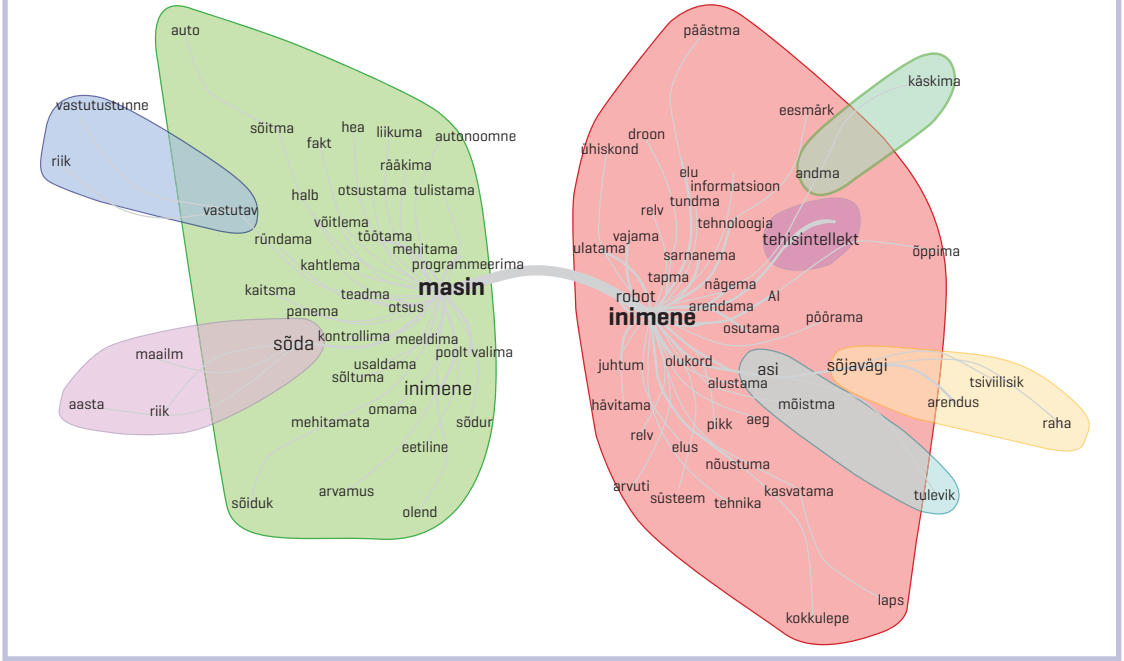 auto
vastutustunne
riik
vastutav
sõitma
fakt
hea
liikuma
autonoomne
rääkima
halb
otsustama
tulistama
võitlema
ründama
töötama
mehitama
kahtlema
programmeerima
masin
kaitsma
teadma
otsus
panema
sõda
kontrollima
meeldima
poolt valima
maailm
usaldama
sõltuma
inimene
aasta
riik
omama
mehitamata
sõdur
eetiline
arvamus
sõiduk
olend
päästma
käskima
eesmärk
droon
ühiskond
elu
andma
informatsioon
tundma
relv
tehnoloogia
vajama
tehisintellekt
ulatama
sarnanema
õppima
tapma
nägema
robot
AI
arendama
inimene
osutama
pöörama
juhtum
olukord
asi
sõjavägi
alustama
tsiviilisik
hävitama
mõistma
arendus
pikk
aeg
raha
relv
elus
nõustuma
arvuti
süsteem
tehnika
kasvatama
tulevik
laps
kokkulepe